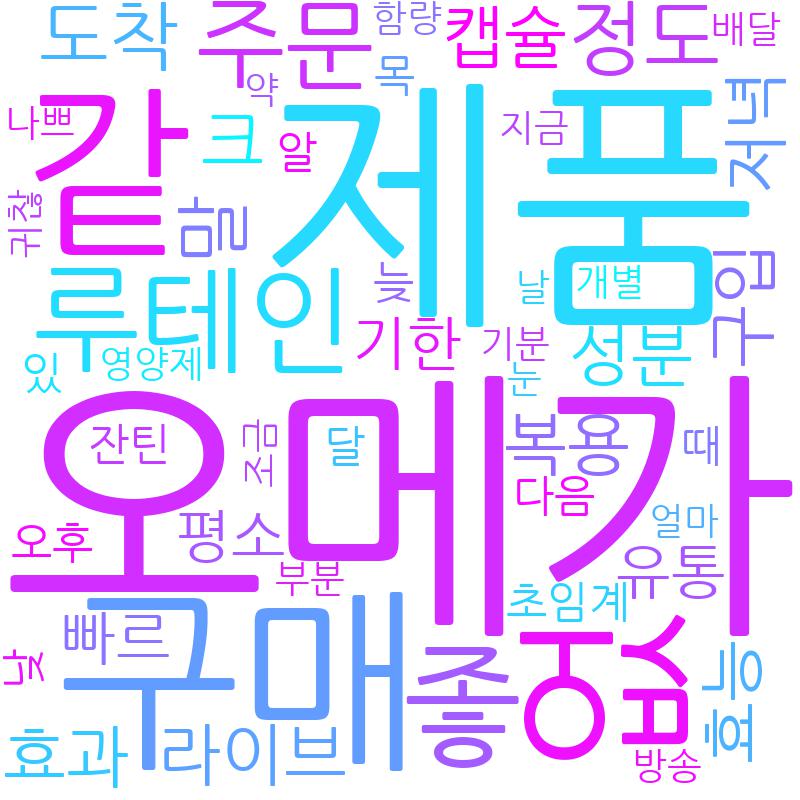 도착
주문
함량
캡슐
정도
배달
약
목
나쁘
같
크
알
제품
지금
저녁
귀찮
말
루테인
늦
날
개별
구입
있
영양제
기한
기분
성분
눈
오메가
잔틴
조금
달
복용
때
다음
오후
평소
부분
얼마
유통
초임계
낮
빠르
구매
좋
없
효능
효과
라이브
방송